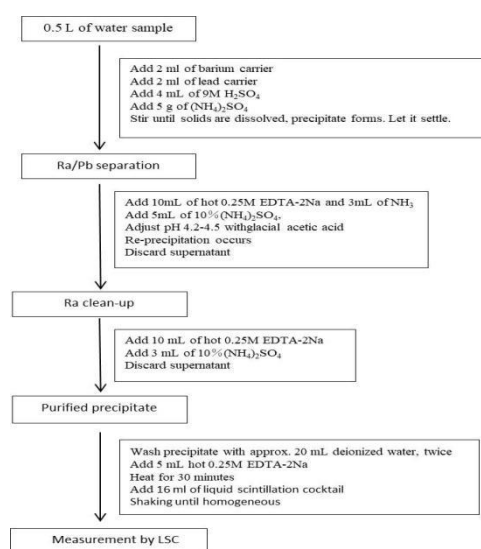 0.5 L of water sample
Add 2 ml of barium carrier
Add 2 ml of lead carrier
Add 4 mL of 9M H₂SO₄
Add 5 g of (NH₄)₂SO₄
Stir until solids are dissolved, precipitate forms. Let it settle.
Ra/Pb separation
Add 10mL of hot 0.25M EDTA-2Na and 3mL of NH₃
Add 5mL of 10%(NH₄)₂SO₄,
Adjust pH 4.2-4.5 withglacial acetic acid
Re-precipitation occurs
Discard supernatant
Ra clean-up
Add 10 mL of hot 0.25M EDTA-2Na
Add 3 mL of 10%(NH₄)₂SO₄
Discard supernatant
Purified precipitate
Wash precipitate with approx. 20 mL deionized water, twice
Add 5 mL hot 0.25M EDTA-2Na
Heat for 30 minutes
Add 16 ml of liquid scintillation cocktail
Shaking until homogeneous
Measurement by LSC